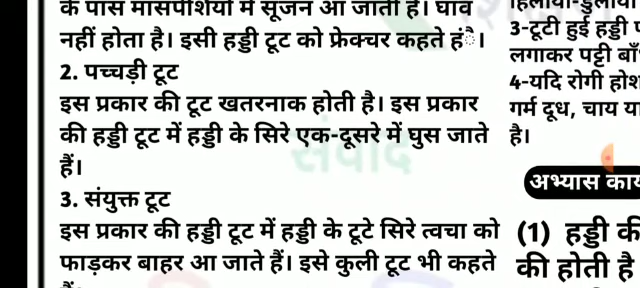 के पास मांसपेशियों में सूजन आ जाती है। घाव
नहीं होता है। इसी हड्डी टूट को फ्रेक्चर कहते हंै।
2. पच्चड़ी टूट
इस प्रकार की टूट खतरनाक होती है। इस प्रकार
की हड्डी टूट में हड्डी के सिरे एक-दूसरे में घुस जाते
हैं।
3. संयुक्त टूट
इस प्रकार की हड्डी टूट में हड्डी के टूटे सिरे त्वचा को
फाड़कर बाहर आ जाते हैं। इसे कुली टूट भी कहते
3-टूटी हुई हड्डी
लगाकर पट्टी
4-यदि रोगी
गर्म दूध, चाय या
है।
अभ्यास
(1) हड्डी की
की होती है
संवाद